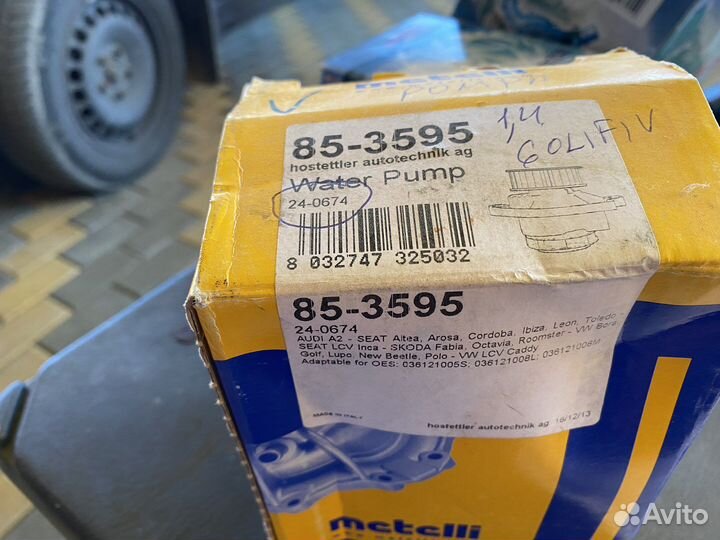 metelli
85-3595
1,4
GOLF IV
hostettler autotechnik ag
Water Pump
24-0674
8 032747 325032
85-3595
24-0674
AUDI A2 - SEAT Altea, Arosa, Cordoba, Ibiza, Leon, Toledo -
SEAT LCV Inca - SKODA Fabia, Octavia, Roomster - VW Bora,
Golf, Lupo, New Beetle, Polo - VW LCV Caddy
Adaptable for OES: 036121005S; 036121008L; 036121008M
MADE IN ITALY
hostettler autotechnik ag 16/12/13
metelli
Avito